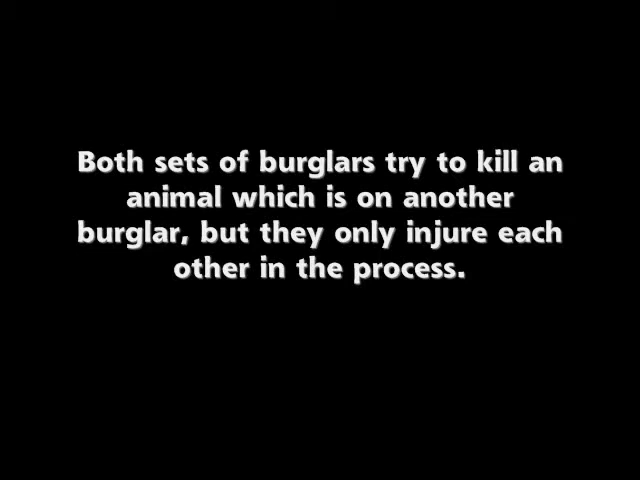 Both sets of burglars try to kill an
animal which is on another
burglar, but they only injure each
other in the process.